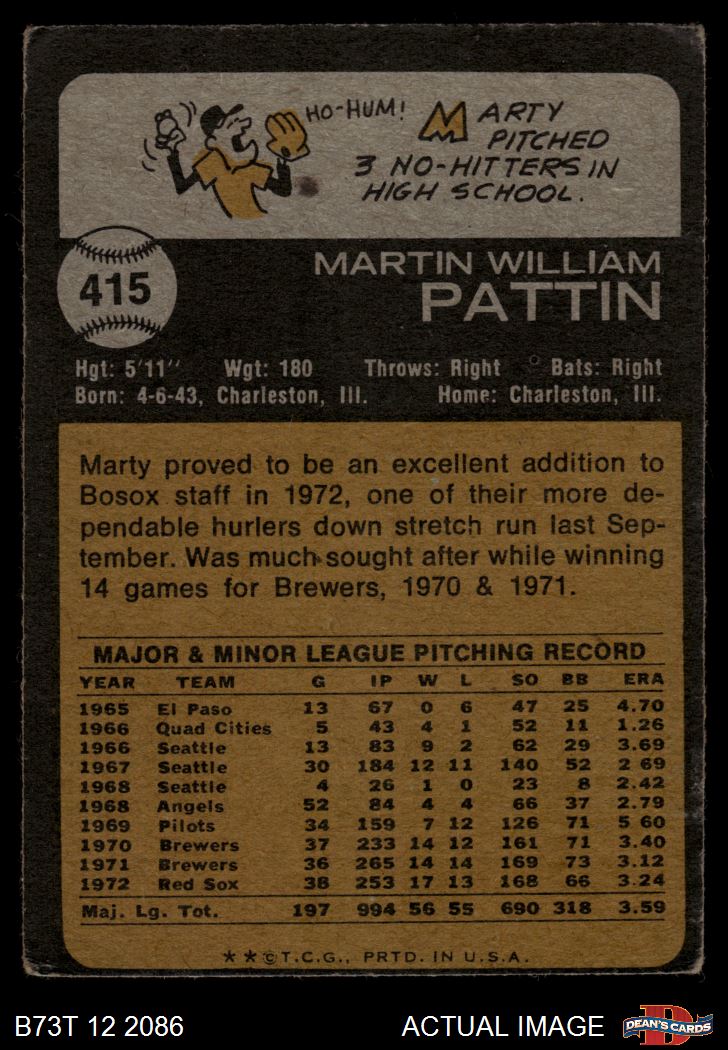 HO-HUM! MARTY
PITCHED
3 NO-HITTERS IN
HIGH SCHOOL.
415
MARTIN WILLIAM
PATTIN
Hgt: 5'11" Wgt: 180 Throws: Right Bats: Right
Born: 4-6-43, Charleston, Ill. Home: Charleston, Ill.
Marty proved to be an excellent addition to
Bosox staff in 1972, one of their more de-
pendable hurlers down stretch run last Sep-
tember. Was much sought after while winning
14 games for Brewers, 1970 & 1971.
MAJOR & MINOR LEAGUE PITCHING RECORD
YEAR TEAM G IP W L SO BB ERA
1965 El Paso 13 67 0 6 47 25 4.70
1966 Quad Cities 5 43 4 1 52 11 1.26
1966 Seattle 13 83 9 2 62 29 3.69
1967 Seattle 30 184 12 11 140 52 2 69
1968 Seattle 4 26 1 0 23 8 2.42
1968 Angels 52 84 4 4 66 37 2.79
1969 Pilots 34 159 7 12 126 71 5 60
1970 Brewers 37 233 14 12 161 71 3.40
1971 Brewers 36 265 14 14 169 73 3.12
1972 Red Sox 38 253 17 13 168 66 3.24
Maj. Lg. Tot. 197 994 56 55 690 318 3.59
★★©T.C.G., PRTD. IN U.S.A.
B73T 12 2086 ACTUAL IMAGE D DEAN'S CARDS